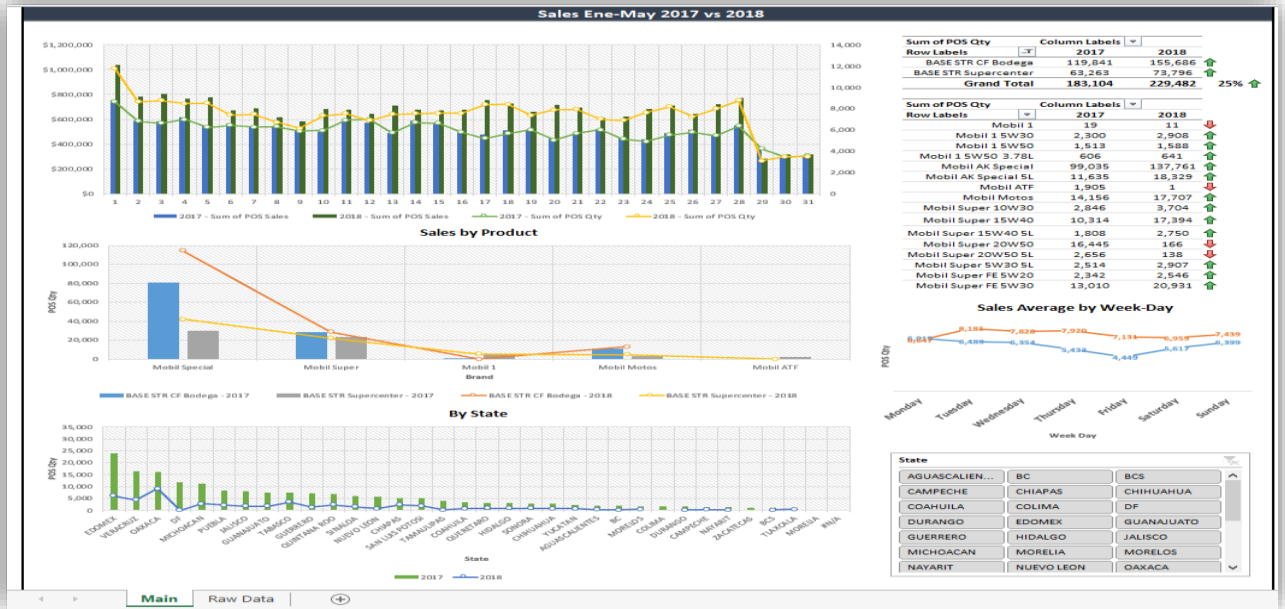 Sales Ene-May 2017 vs 2018
$1,200,000
$1,000,000
$800,000
$600,000
$400,000
$200,000
$0
14,000
12,000
10,000
8,000
6,000
4,000
2,000
0
1 2 3 4 5 6 7 8 9 10 11 12 13 14 15 16 17 18 19 20 21 22 23 24 25 26 27 28 29 30 31
2017 - Sum of POS Sales 2018 - Sum of POS Sales 2017 - Sum of POS Qty 2018 - Sum of POS Qty
Sales by Product
120,000
100,000
80,000
60,000
40,000
20,000
0
POS Qty
Mobil Special Mobil Super Mobil 1 Mobil Motos Mobil ATF
Brand
BASE STR CF Bodega - 2017 BASE STR Supercenter - 2017 BASE STR CF Bodega - 2018 BASE STR Supercenter - 2018
By State
35,000
30,000
25,000
20,000
15,000
10,000
5,000
POS Qty
EDOMEX VERACRUZ OAXACA DF MICHOACAN PUEBLA JALISCO GUANAJUATO TABASCO GUERRERO QUINTANA ROO SINALOA NUEVO LEON CHIAPAS SAN LUIS POTOSI TAMAULIPAS COAHUILA QUERETARO HIDALGO SONORA CHIHUAHUA YUCATAN AGUASCALIENTES BC MORELOS COLIMA DURANGO CAMPECHE NAYARIT ZACATECAS BCS TLAXCALA MORELIA #N/A
State
2017 2018
Sum of POS Qty Column Labels
Row Labels 2017 2018
BASE STR CF Bodega 119,841 155,686
BASE STR Supercenter 63,263 73,796
Grand Total 183,104 229,482 25%
Sum of POS Qty Column Labels
Row Labels 2017 2018
Mobil 1 19 11
Mobil 1 5W30 2,300 2,908
Mobil 1 5W50 1,513 1,588
Mobil 1 5W50 3.78L 606 641
Mobil AK Special 99,035 137,761
Mobil AK Special 5L 11,635 18,329
Mobil ATF 1,905 1
Mobil Motos 14,156 17,707
Mobil Super 10W30 2,846 3,704
Mobil Super 15W40 10,314 17,394
Mobil Super 15W40 5L 1,808 2,750
Mobil Super 20W50 16,445 166
Mobil Super 20W50 5L 2,656 138
Mobil Super 5W30 5L 2,514 2,907
Mobil Super FE 5W20 2,342 2,546
Mobil Super FE 5W30 13,010 20,931
Sales Average by Week-Day
8,184 7,828 7,920 7,131 6,959 7,439
6,489 6,354 5,433 4,449 5,617 6,399
POS Qty
Monday Tuesday Wednesday Thursday Friday Saturday Sunday
Week Day
State
AGUASCALIEN... BC BCS
CAMPECHE CHIAPAS CHIHUAHUA
COAHUILA COLIMA DF
DURANGO EDOMEX GUANAJUATO
GUERRERO HIDALGO JALISCO
MICHOACAN MORELIA MORELOS
NAYARIT NUEVO LEON OAXACA
Main Raw Data